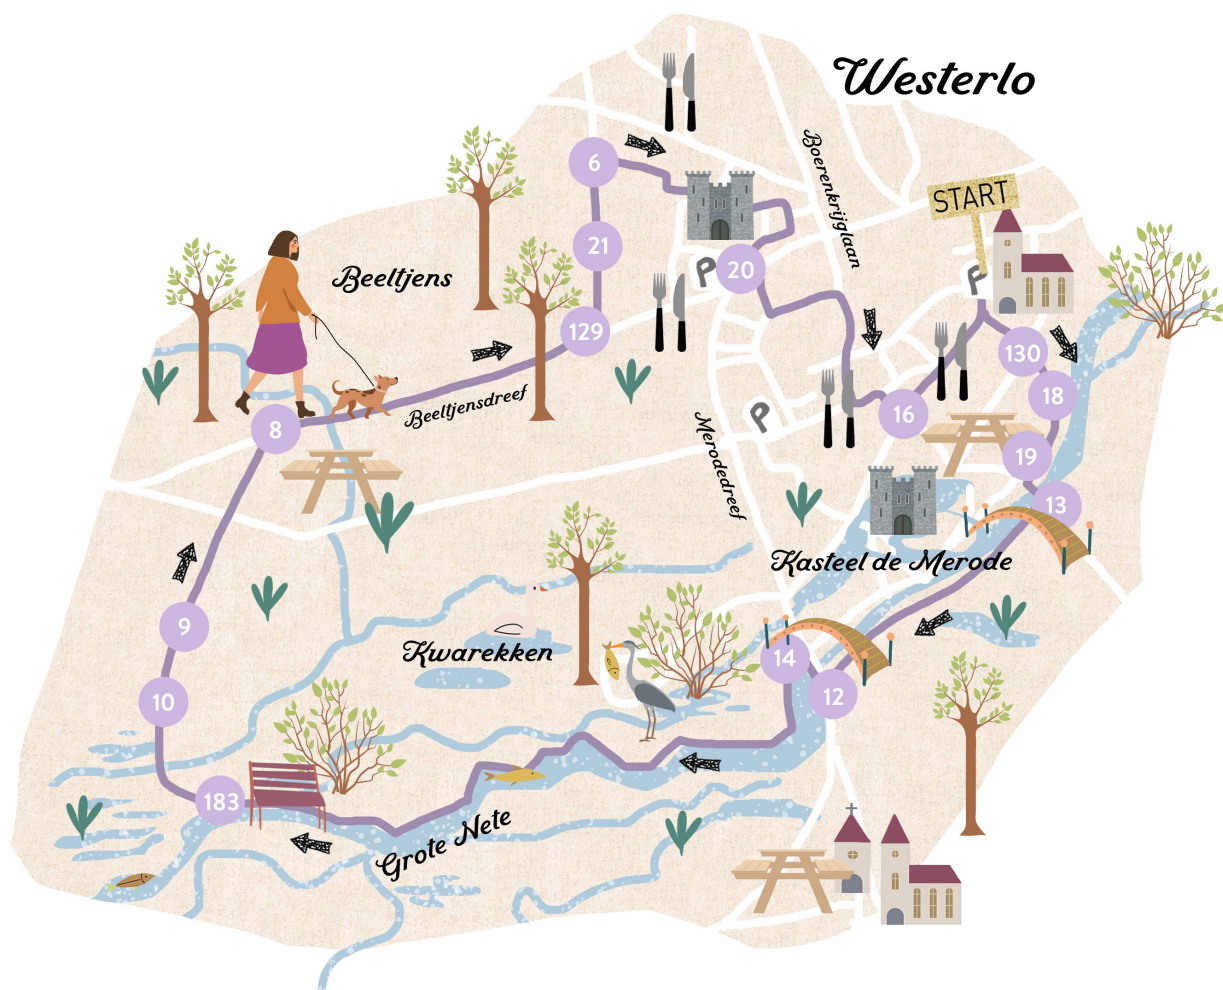 Westerlo
Boerenkrijglaan
START
6
Beeltjens
21
P
20
P
129
130
18
Beeltjensdreef
P
16
8
Merodedreef
19
13
Kasteel de Merode
9
Kwarekken
14
12
10
183
Grote Nete